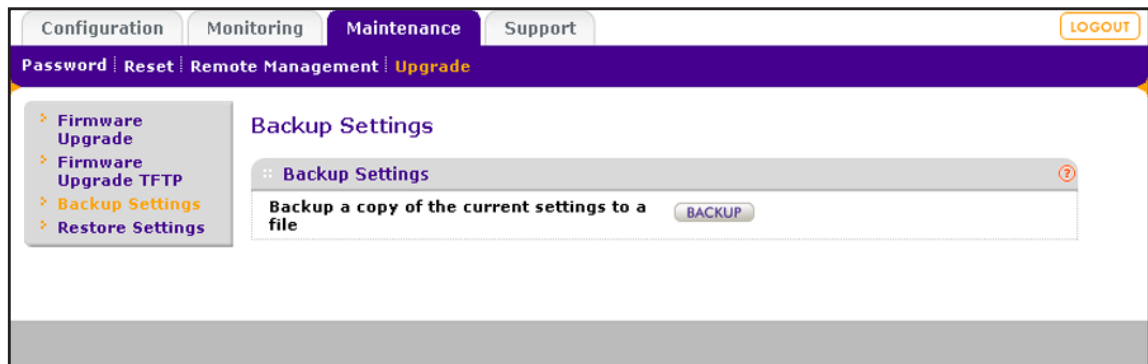 Configuration Monitoring Maintenance Support LOGOUT
Password Reset Remote Management Upgrade
Firmware
Upgrade
Firmware
Upgrade TFTP
Backup Settings
Restore Settings
Backup Settings
Backup Settings ?
Backup a copy of the current settings to a
file
BACKUP